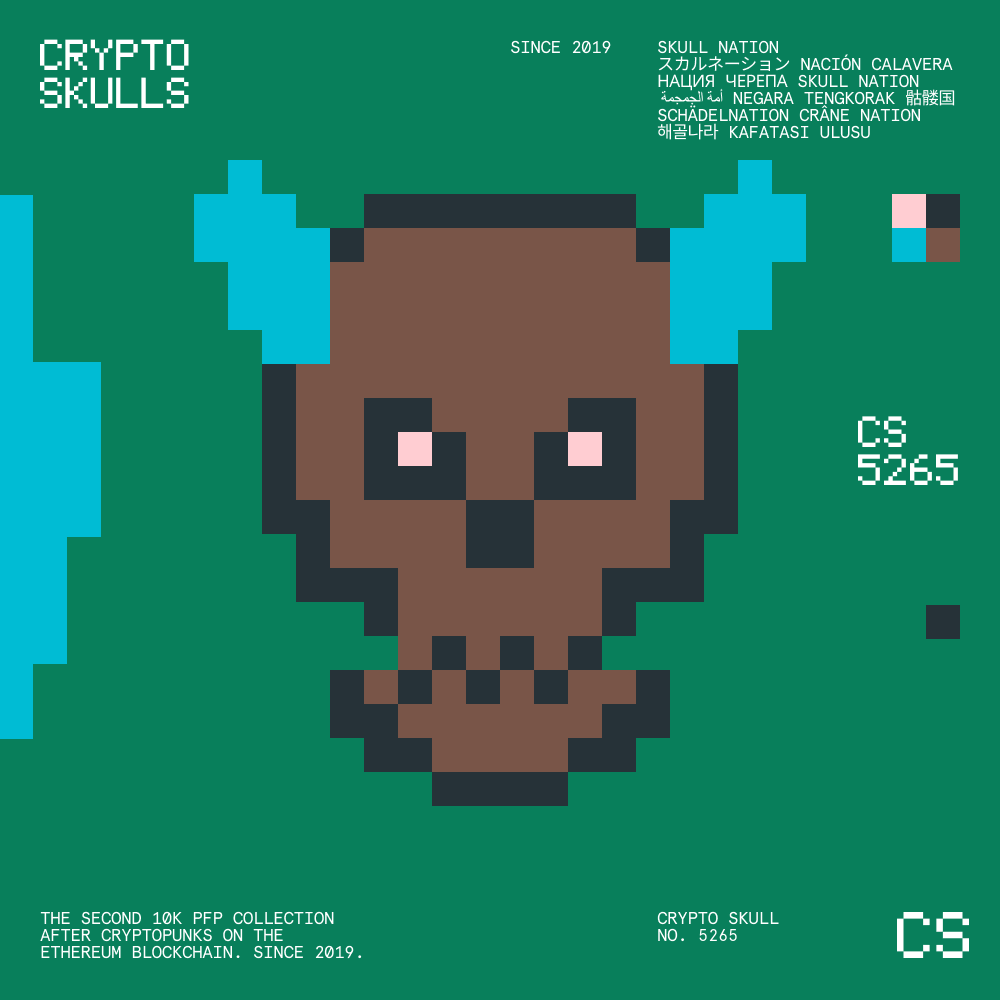 CRYPTO
SKULLS
SINCE 2019
SKULL NATION
スカルネーション NACIÓN CALAVERA
НАЦИЯ ЧЕРЕПА SKULL NATION
أمة الجمجمة NEGARA TENGKORAK 骷髅国
SCHÄDELNATION CRÂNE NATION
해골나라 KAFATASI ULUSU
CS
5265
THE SECOND 10K PFP COLLECTION
AFTER CRYPTOPUNKS ON THE
ETHEREUM BLOCKCHAIN. SINCE 2019.
CRYPTO SKULL
NO. 5265
CS